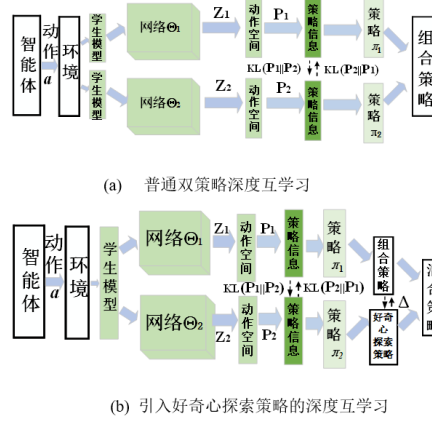 智能体
动作a
环境
学生模型
学生模型
网络Θ₁
网络Θ₂
Z₁
Z₂
动作空间
动作空间
P₁
P₂
策略信息
策略信息
KL(P₁||P₂)
KL(P₂||P₁)
策略π₁
策略π₂
组合策略
(a) 普通双策略深度互学习
智能体
动作a
环境
学生模型
网络Θ₁
网络Θ₂
Z₁
Z₂
动作空间
动作空间
P₁
P₂
策略信息
策略信息
KL(P₁||P₂)
KL(P₂||P₁)
策略π₁
策略π₂
组合策略
Δ
好奇心探索策略
合策略
(b) 引入好奇心探索策略的深度互学习